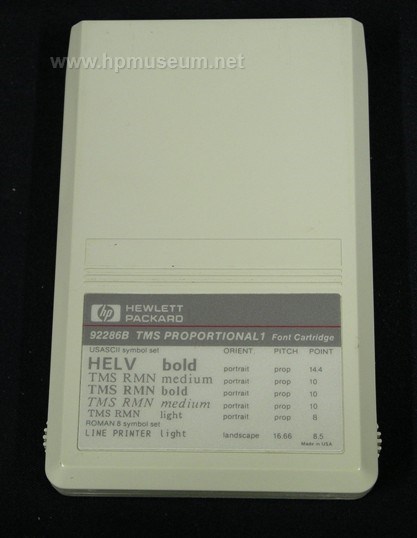 www.hpmuseum.net
hp HEWLETT
PACKARD
92286B TMS PROPORTIONAL1 Font Cartridge
USASCII symbol set ORIENT PITCH POINT
HELV bold portrait prop 14.4
TMS RMN medium portrait prop 10
TMS RMN bold portrait prop 10
TMS RMN medium portrait prop 10
TMS RMN light portrait prop 8
ROMAN 8 symbol set
LINE PRINTER light landscape 16.66 8.5
Made in USA